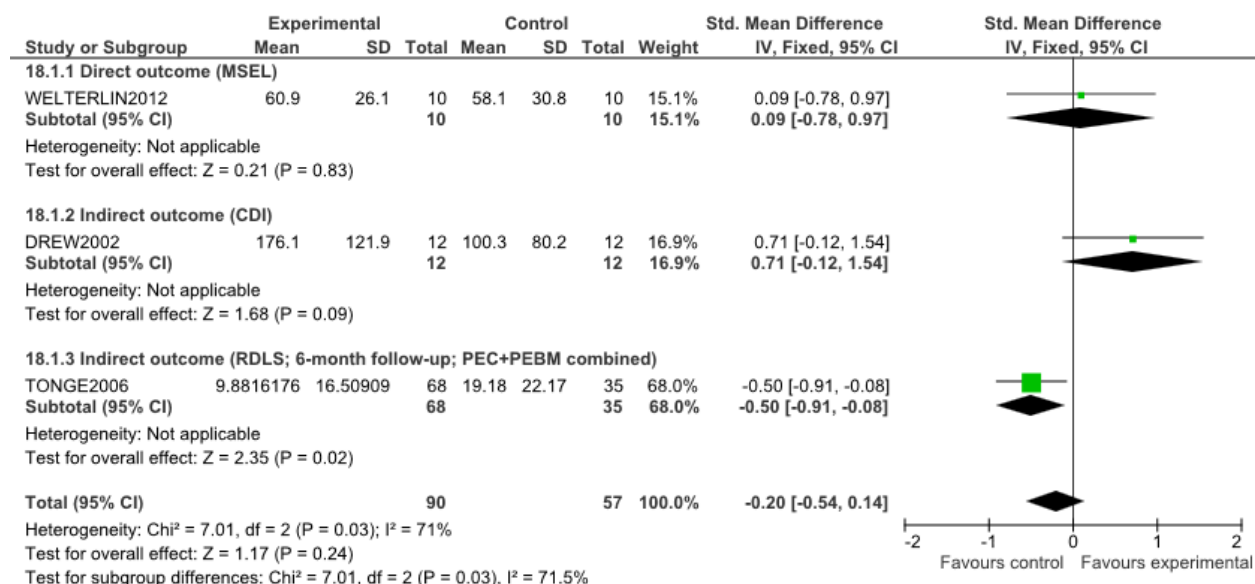 Experimental Control Std. Mean Difference Std. Mean Difference
Study or Subgroup Mean SD Total Mean SD Total Weight IV, Fixed, 95% CI IV, Fixed, 95% CI
18.1.1 Direct outcome (MSEL)
WELTERLIN2012 60.9 26.1 10 58.1 30.8 10 15.1% 0.09 [-0.78, 0.97]
Subtotal (95% CI) 10 10 15.1% 0.09 [-0.78, 0.97]
Heterogeneity: Not applicable
Test for overall effect: Z = 0.21 (P = 0.83)
18.1.2 Indirect outcome (CDI)
DREW2002 176.1 121.9 12 100.3 80.2 12 16.9% 0.71 [-0.12, 1.54]
Subtotal (95% CI) 12 12 16.9% 0.71 [-0.12, 1.54]
Heterogeneity: Not applicable
Test for overall effect: Z = 1.68 (P = 0.09)
18.1.3 Indirect outcome (RDLS; 6-month follow-up; PEC+PEBM combined)
TONGE2006 9.8816176 16.50909 68 19.18 22.17 35 68.0% -0.50 [-0.91, -0.08]
Subtotal (95% CI) 68 35 68.0% -0.50 [-0.91, -0.08]
Heterogeneity: Not applicable
Test for overall effect: Z = 2.35 (P = 0.02)
Total (95% CI) 90 57 100.0% -0.20 [-0.54, 0.14]
Heterogeneity: Chi² = 7.01, df = 2 (P = 0.03); I² = 71%
Test for overall effect: Z = 1.17 (P = 0.24)
Test for subgroup differences: Chi² = 7.01, df = 2 (P = 0.03), I² = 71.5%
-2 -1 0 1 2
Favours control Favours experimental